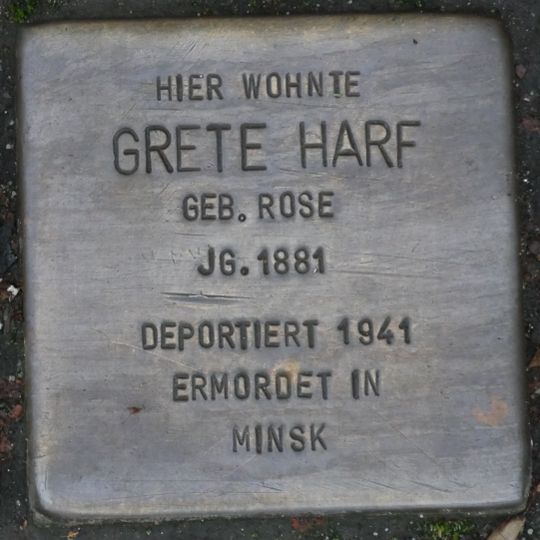 HIER WOHNTE
GRETE HARF
GEB. ROSE
JG. 1881
DEPORTIERT 1941
ERMORDET IN
MINSK